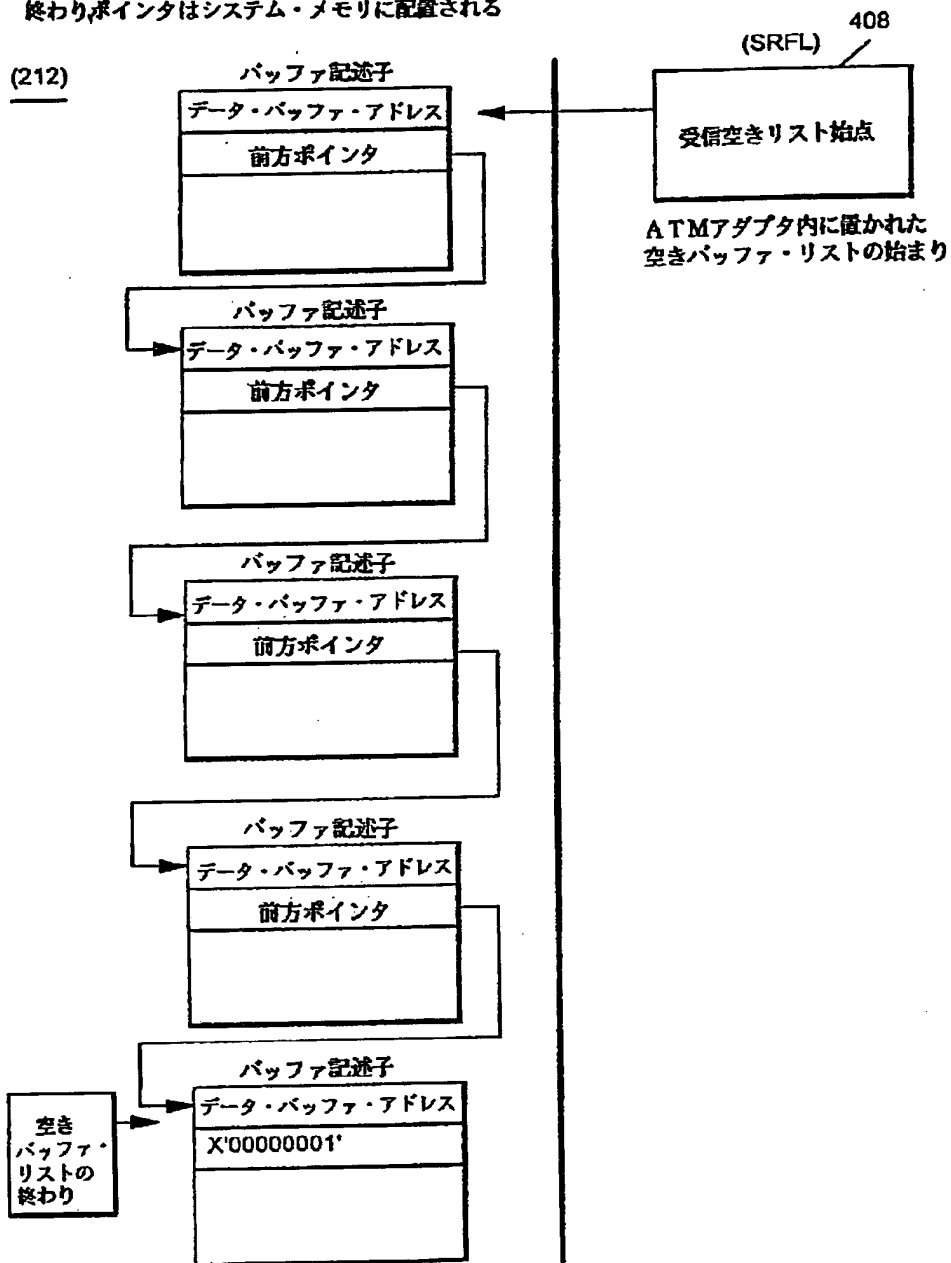 終わり,ポインタはシステム・メモリに配置される
408
(SRFL)
(212)
受信空きリスト始点
ATMアダプタ内に置かれた
空きバッファ・リストの始まり
バッファ記述子
データ・バッファ・アドレス
前方ポインタ
バッファ記述子
データ・バッファ・アドレス
前方ポインタ
バッファ記述子
データ・バッファ・アドレス
前方ポインタ
バッファ記述子
データ・バッファ・アドレス
前方ポインタ
バッファ記述子
データ・バッファ・アドレス
X'00000001'
空き
バッファ・
リストの
終わり